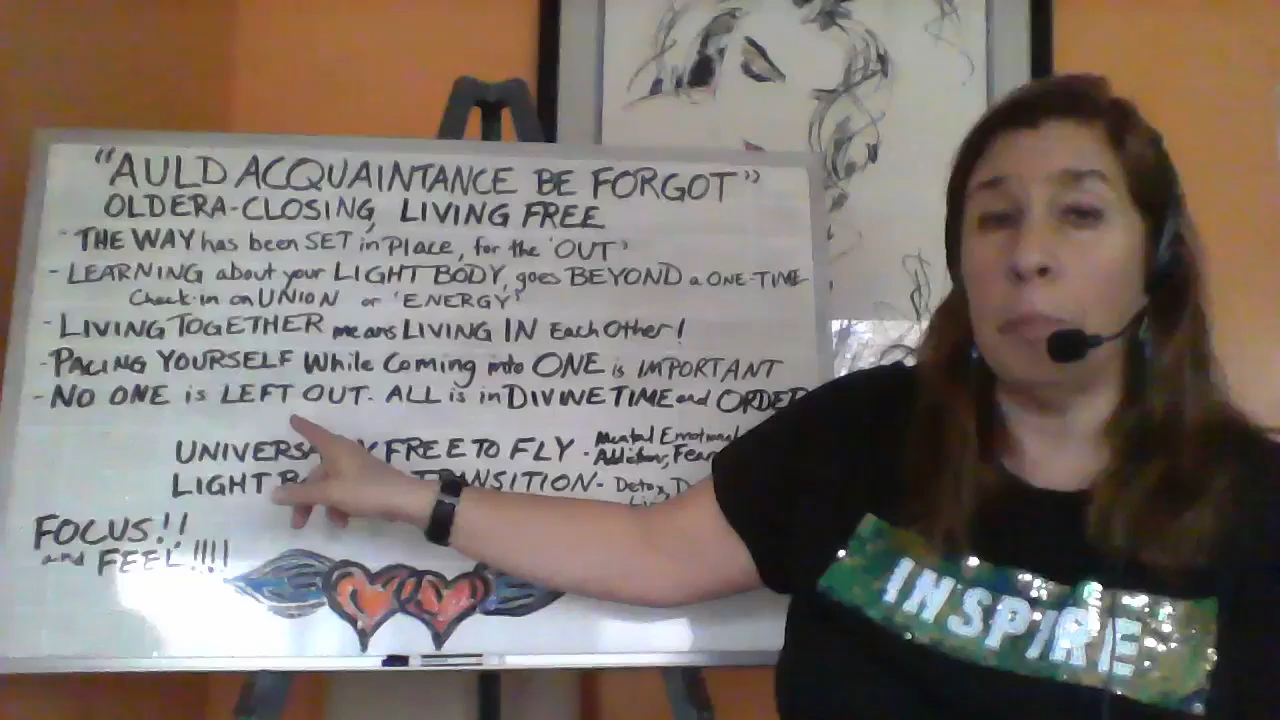 "AULD ACQUAINTANCE BE FORGOT"
OLDERA-CLOSING, LIVING FREE
- THE WAY has been SET in Place, for the 'OUT'
- LEARNING about your LIGHT BODY, goes BEYOND a ONE-TIME
Check-in on UNION or 'ENERGY'
- LIVING TOGETHER means LIVING IN Each Other!
- PACING YOURSELF While Coming into ONE is IMPORTANT
- NO ONE is LEFT OUT. ALL is in DIVINE TIME and ORDER
FREE TO FLY - Mental Emotional
Addiction, Fear
LIGHT TRANSITION - Detox,
FOCUS!!
and FEEL!!!!
INSPIRE